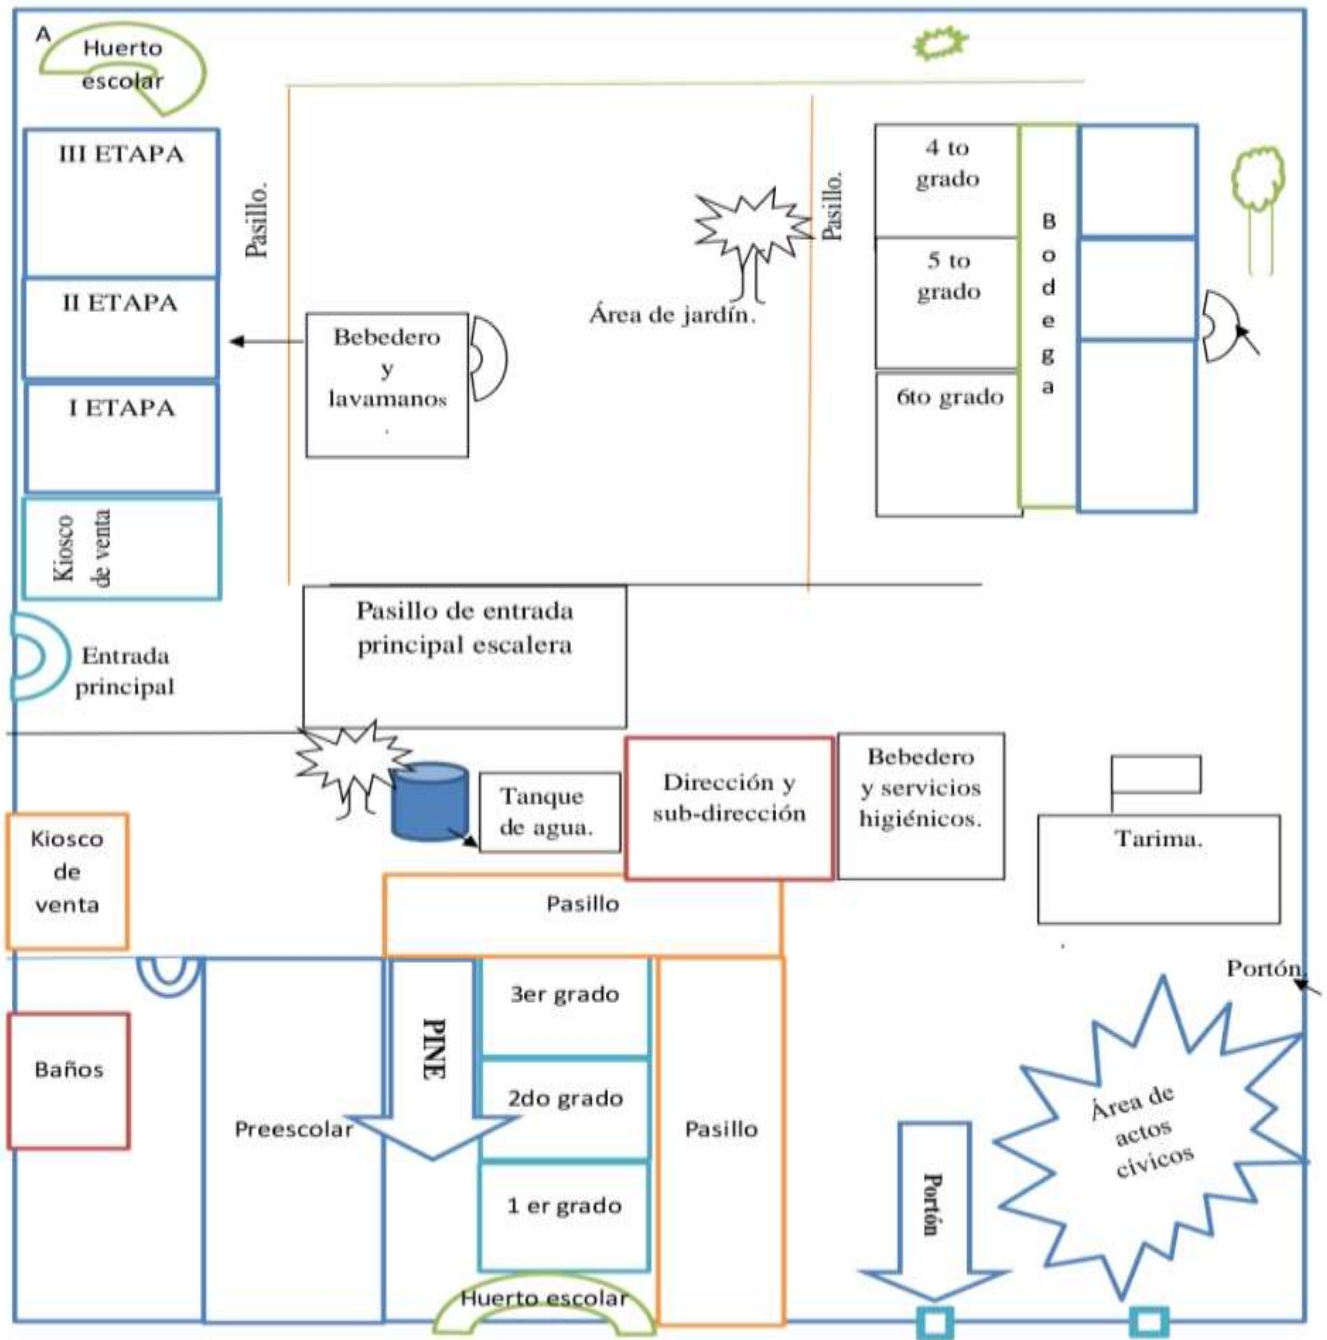 A
Huerto
escolar
III ETAPA
II ETAPA
I ETAPA
Kiosco
de venta
Entrada
principal
Pasillo.
Bebedero
y
lavamanos
.
Área de jardín.
Pasillo.
4 to
grado
5 to
grado
6to grado
Bodega
Pasillo de entrada
principal escalera
Tanque
de agua.
Dirección y
sub-dirección
Bebedero
y servicios
higiénicos.
Tarima.
Kiosco
de
venta
Pasillo
Portón.
Baños
Preescolar
PINE
3er grado
2do grado
1 er grado
Pasillo
Portón
Área de
actos
cívicos
Huerto escolar